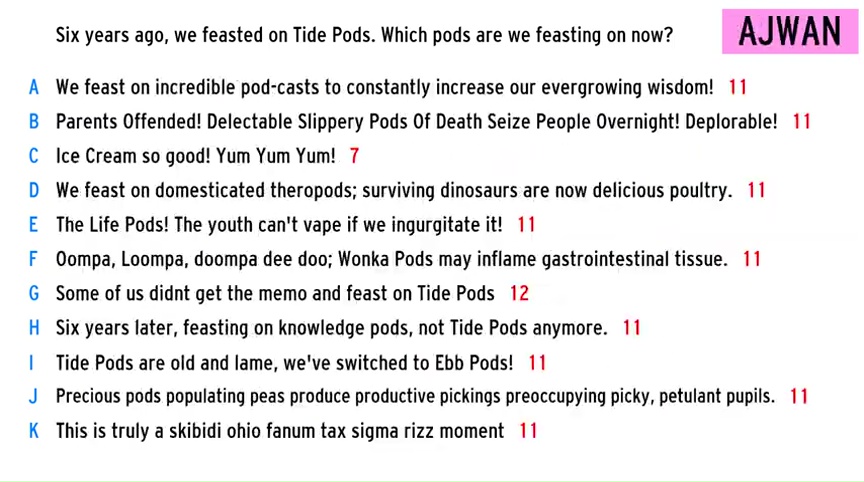 Six years ago, we feasted on Tide Pods. Which pods are we feasting on now?
AJWAN
A We feast on incredible pod-casts to constantly increase our evergrowing wisdom! 11
B Parents Offended! Delectable Slippery Pods Of Death Seize People Overnight! Deplorable! 11
C Ice Cream so good! Yum Yum Yum! 7
D We feast on domesticated theropods; surviving dinosaurs are now delicious poultry. 11
E The Life Pods! The youth can't vape if we ingurgitate it! 11
F Oompa, Loompa, doompa dee doo; Wonka Pods may inflame gastrointestinal tissue. 11
G Some of us didnt get the memo and feast on Tide Pods 12
H Six years later, feasting on knowledge pods, not Tide Pods anymore. 11
I Tide Pods are old and lame, we've switched to Ebb Pods! 11
J Precious pods populating peas produce productive pickings preoccupying picky, petulant pupils. 11
K This is truly a skibidi ohio fanum tax sigma rizz moment 11